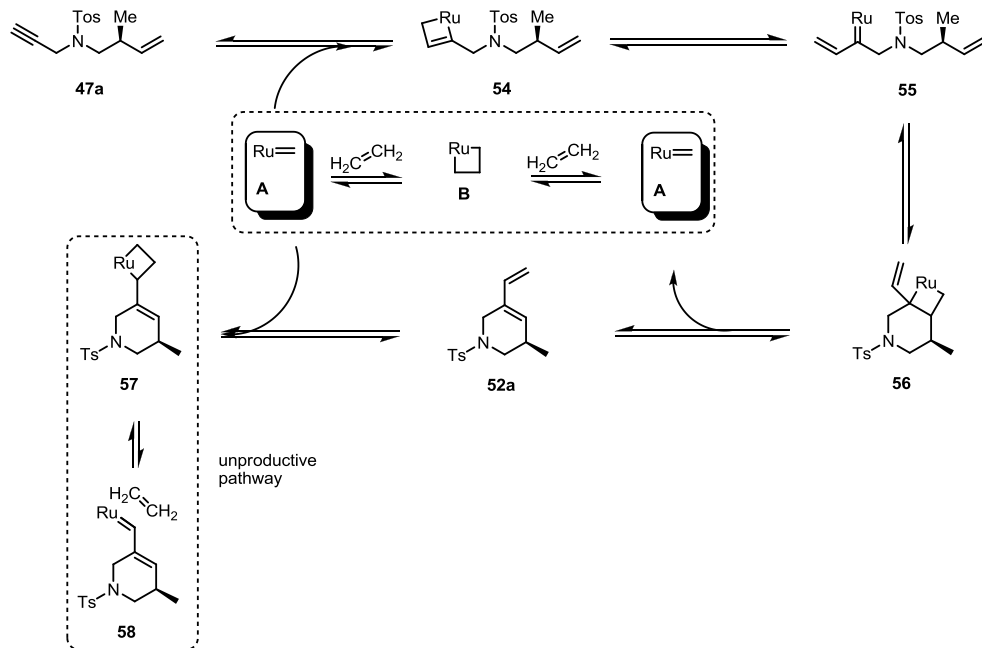 Tos
Me
N
47a
Ru
Tos
Me
N
54
Ru
Tos
Me
N
55
Ru
A
H2C
CH2
Ru
B
H2C
CH2
Ru
A
Ru
N
Ts
57
N
Ts
52a
Ru
N
Ts
56
unproductive
pathway
H2C
CH2
Ru
N
Ts
58